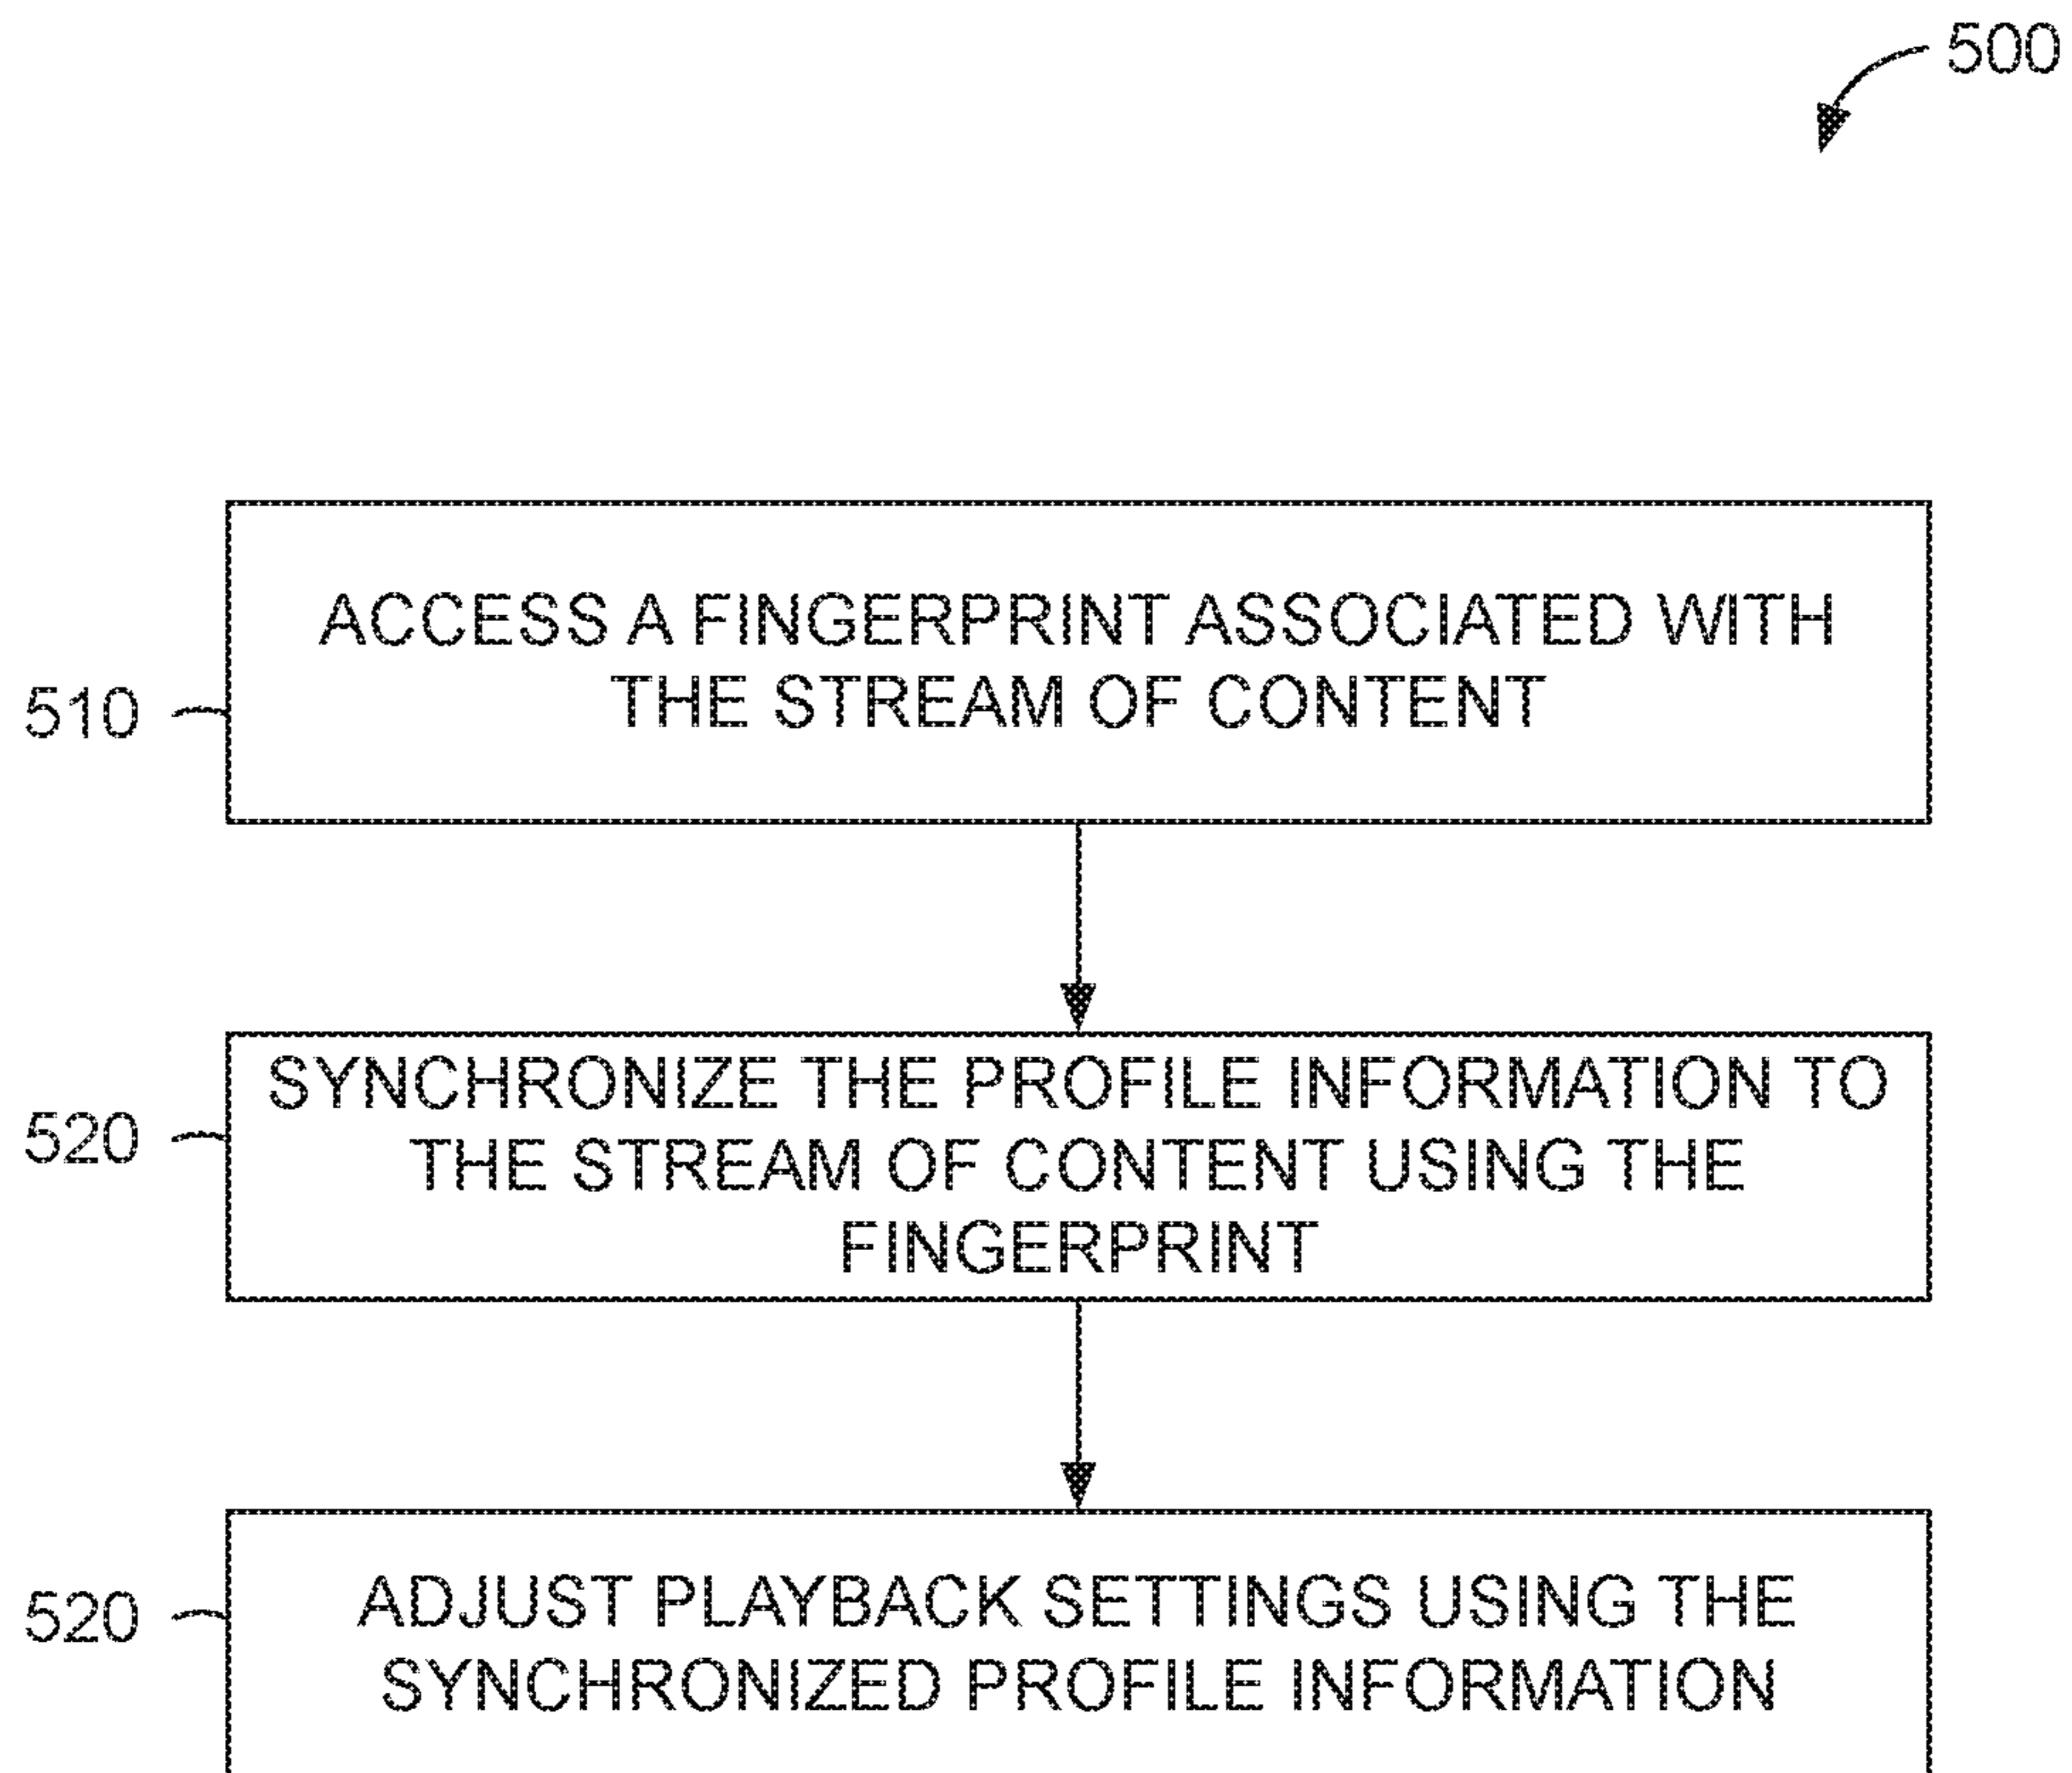 500
ACCESS A FINGERPRINT ASSOCIATED WITH
THE STREAM OF CONTENT
510
SYNCHRONIZE THE PROFILE INFORMATION TO
THE STREAM OF CONTENT USING THE
FINGERPRINT
520
ADJUST PLAYBACK SETTINGS USING THE
SYNCHRONIZED PROFILE INFORMATION
520